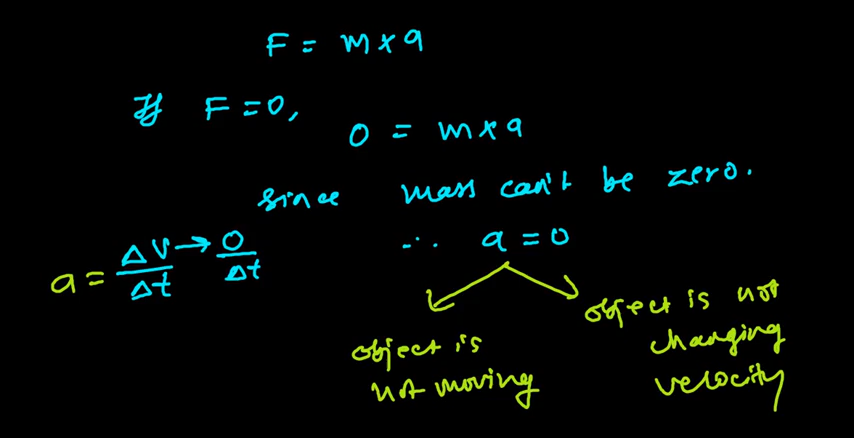 F = m × a
If F = 0,
0 = m × a
since mass can't be zero.
∴ a = 0
a = ΔV/Δt → 0/Δt
object is
not moving
object is not
changing
velocity